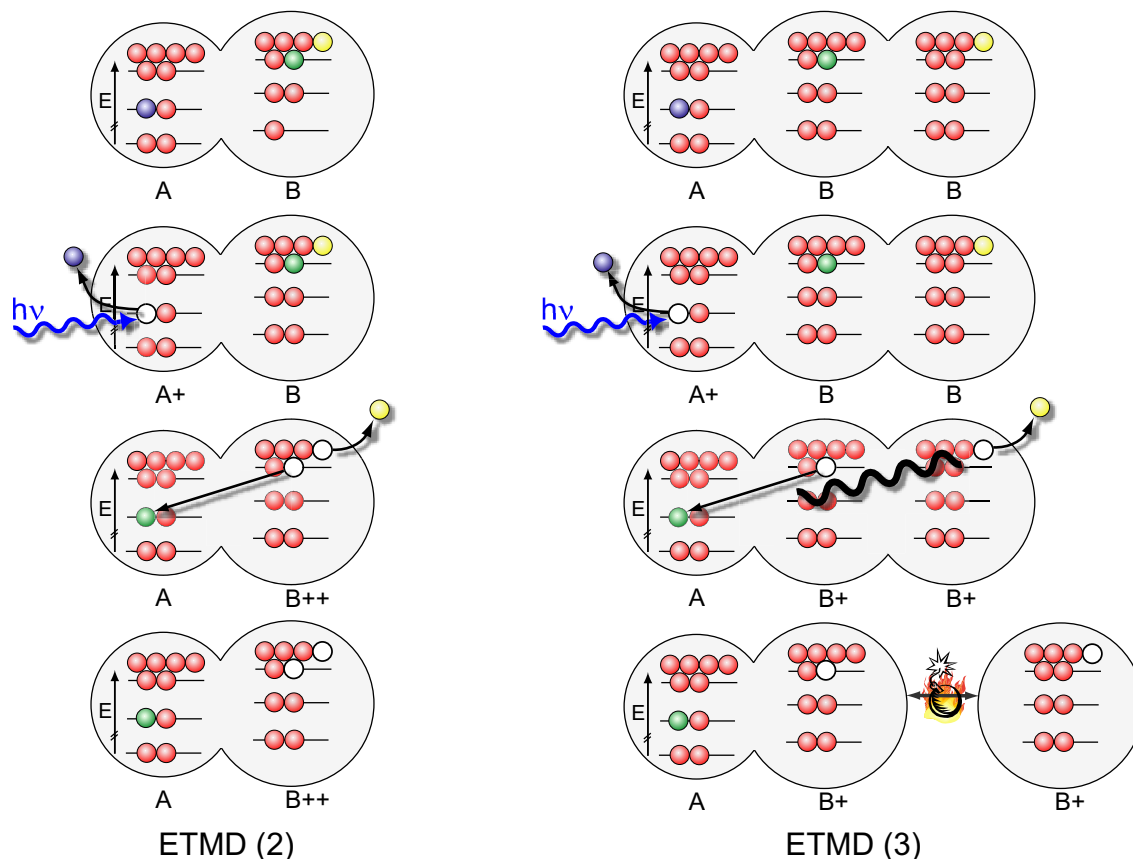 E E
A B A B B
hν E hν E
A+ B A+ B B
E E
A B++ A B+ B+
E E
A B++ A B+ B+
ETMD (2) ETMD (3)